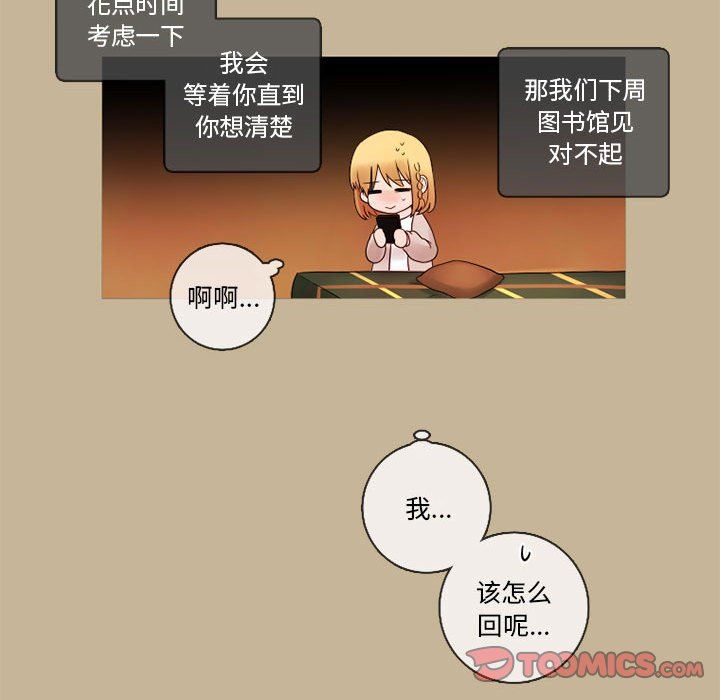 花点时间
考虑一下
我会
等着你直到
你想清楚
那我们下周
图书馆见
对不起
啊啊...
我...
该怎么
回呢...
TOOMICS.COM